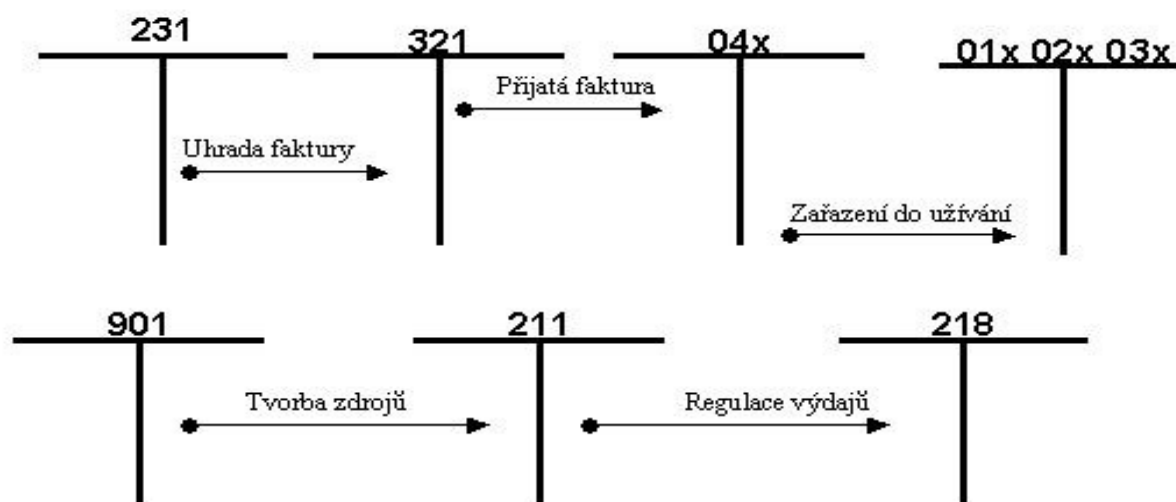 231
321
04x
01x 02x 03x
Přijatá faktura
Uhrada faktury
Zařazení do užívání
901
211
218
Tvorba zdrojů
Regulace výdajů